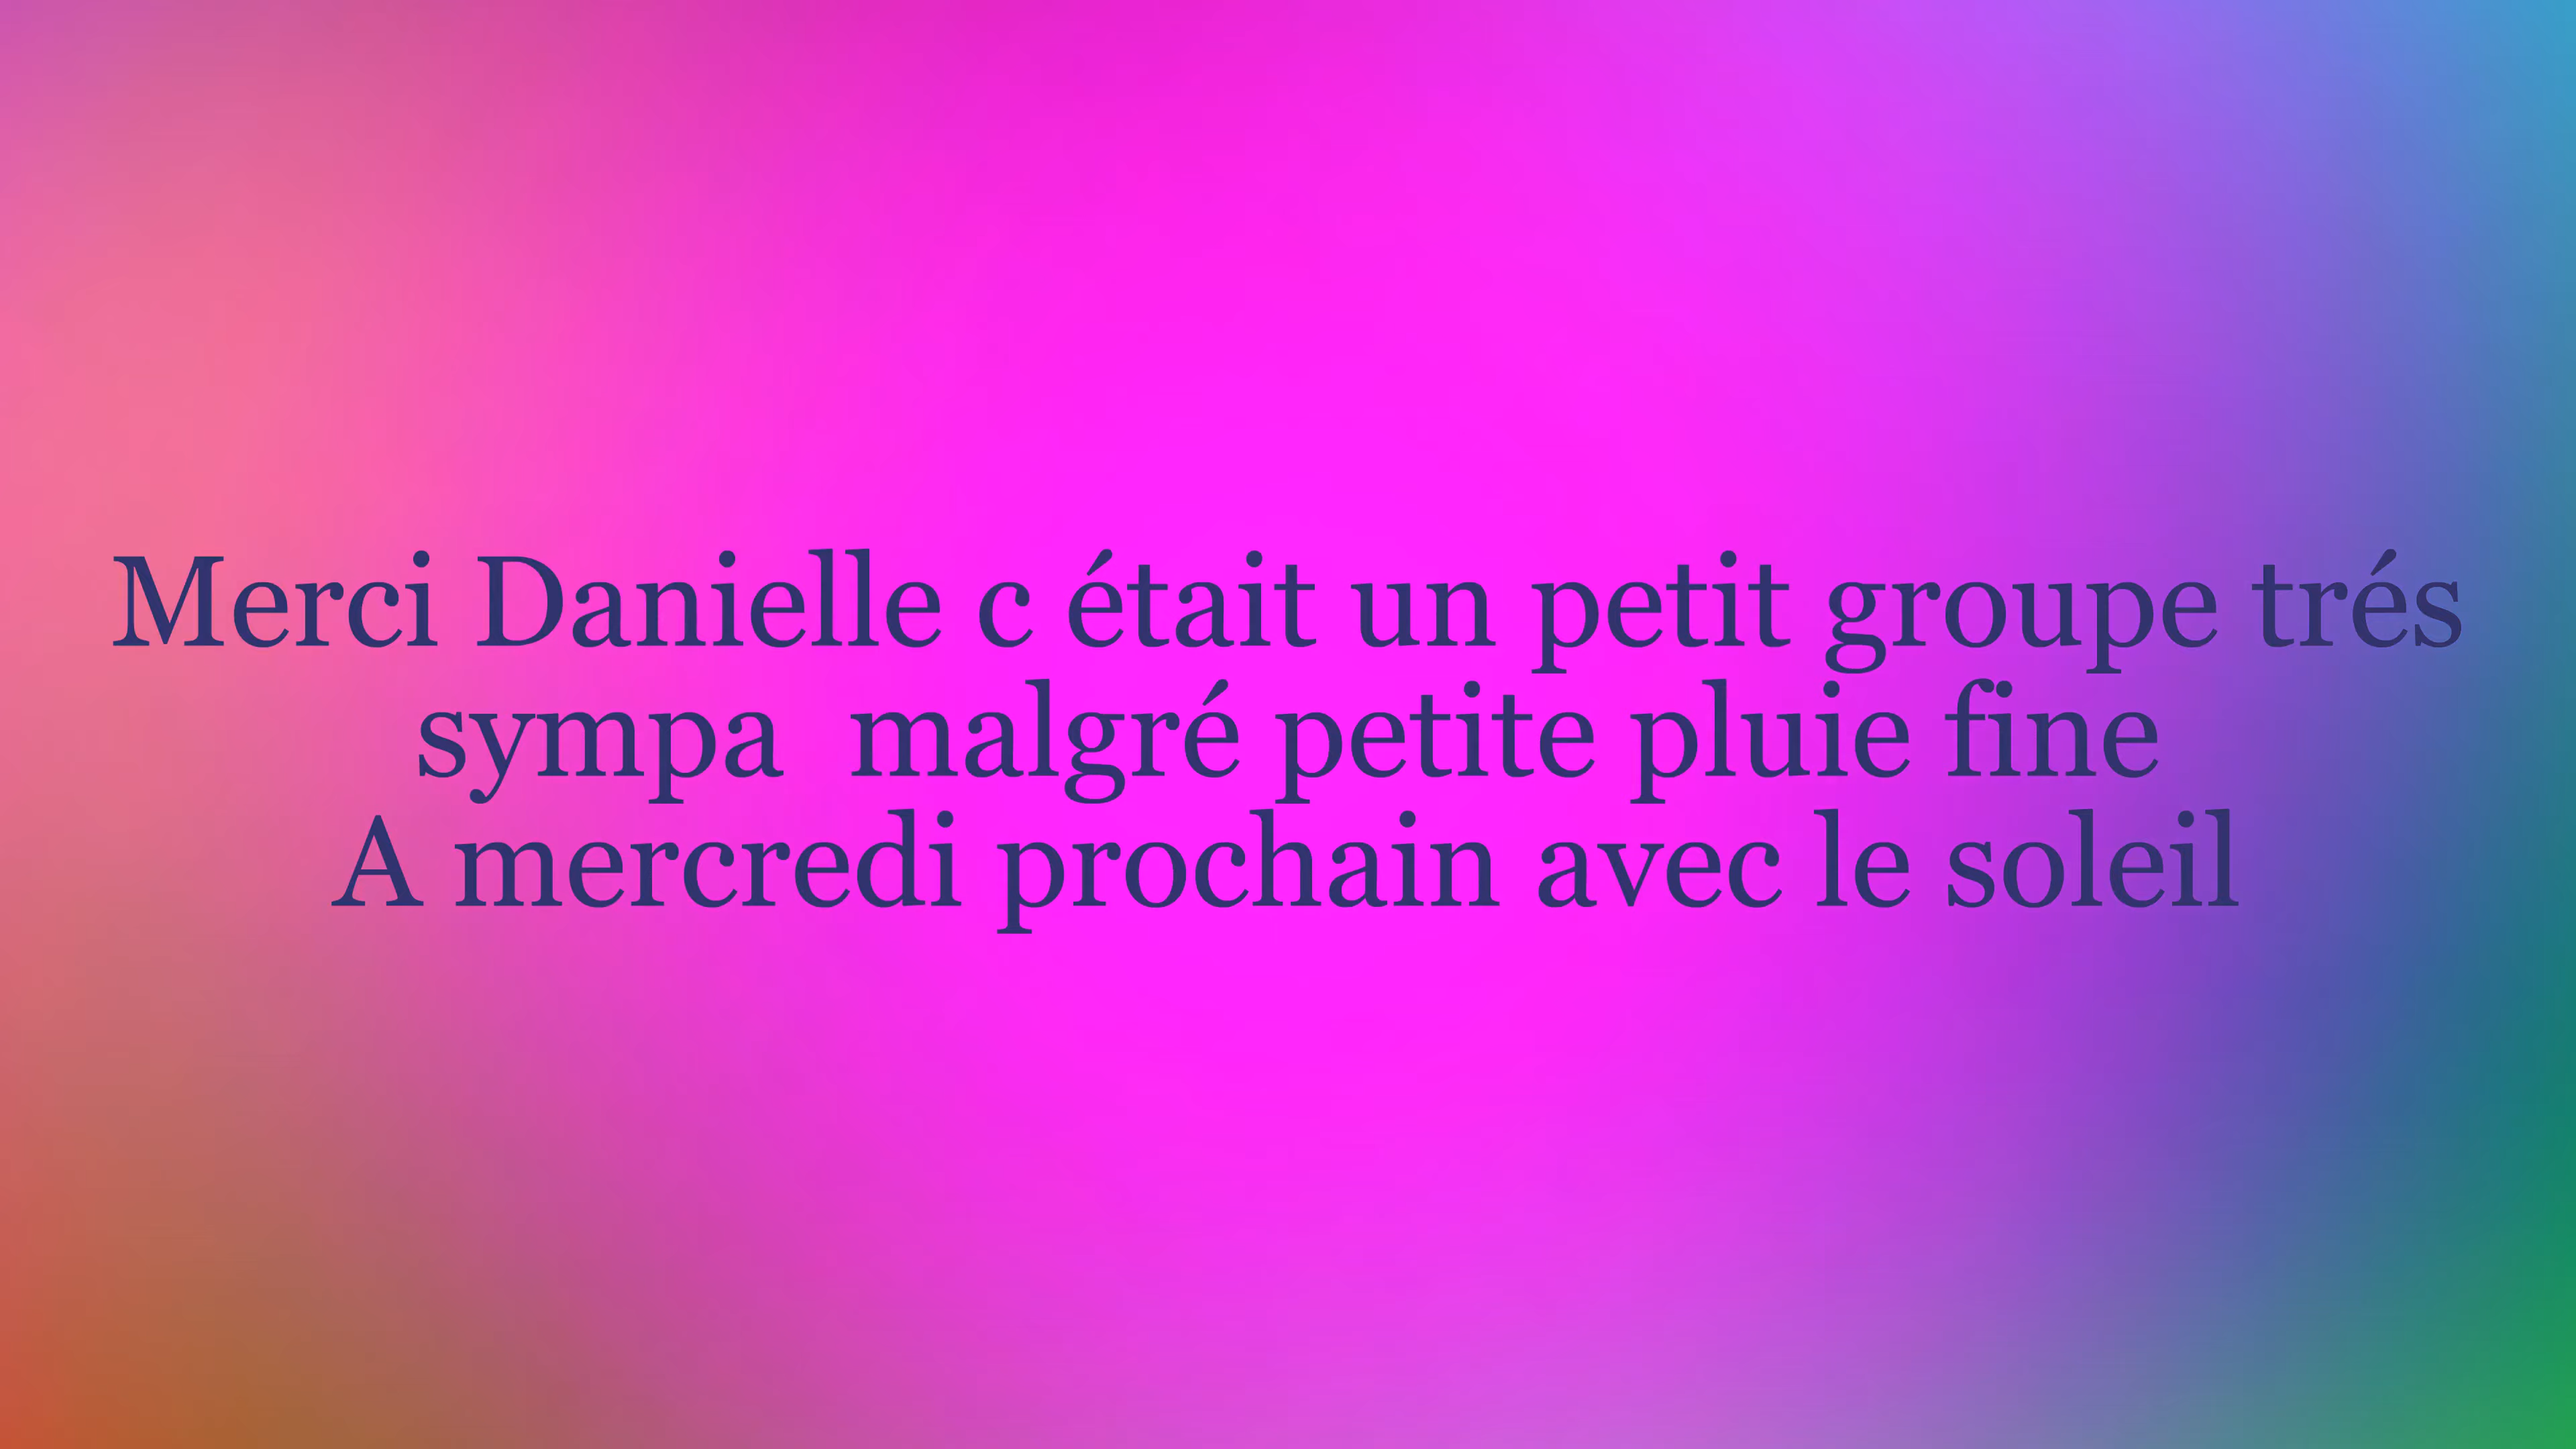 Merci Danielle c était un petit groupe trés
sympa  malgré petite pluie fine
A mercredi prochain avec le soleil